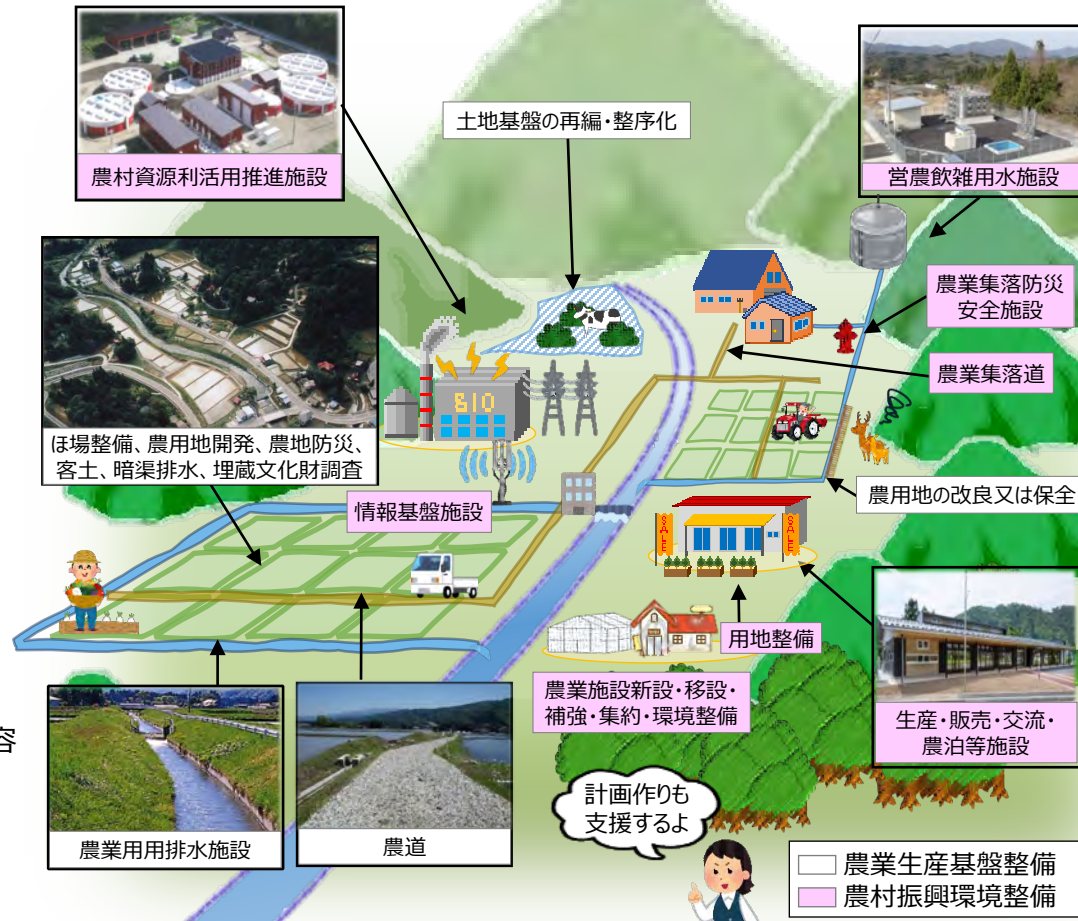 土地基盤の再編・整序化
農村資源利活用推進施設
営農飲雑用水施設
農業集落防災
安全施設
農業集落道
BIO
ほ場整備、農用地開発、農地防災、
客土、暗渠排水、埋蔵文化財調査
情報基盤施設
農用地の改良又は保全
SALE
SALE
用地整備
農業施設新設・移設・
補強・集約・環境整備
生産・販売・交流・
農泊等施設
容
計画作りも
支援するよ
農業用用排水施設
農道
農業生産基盤整備
農村振興環境整備